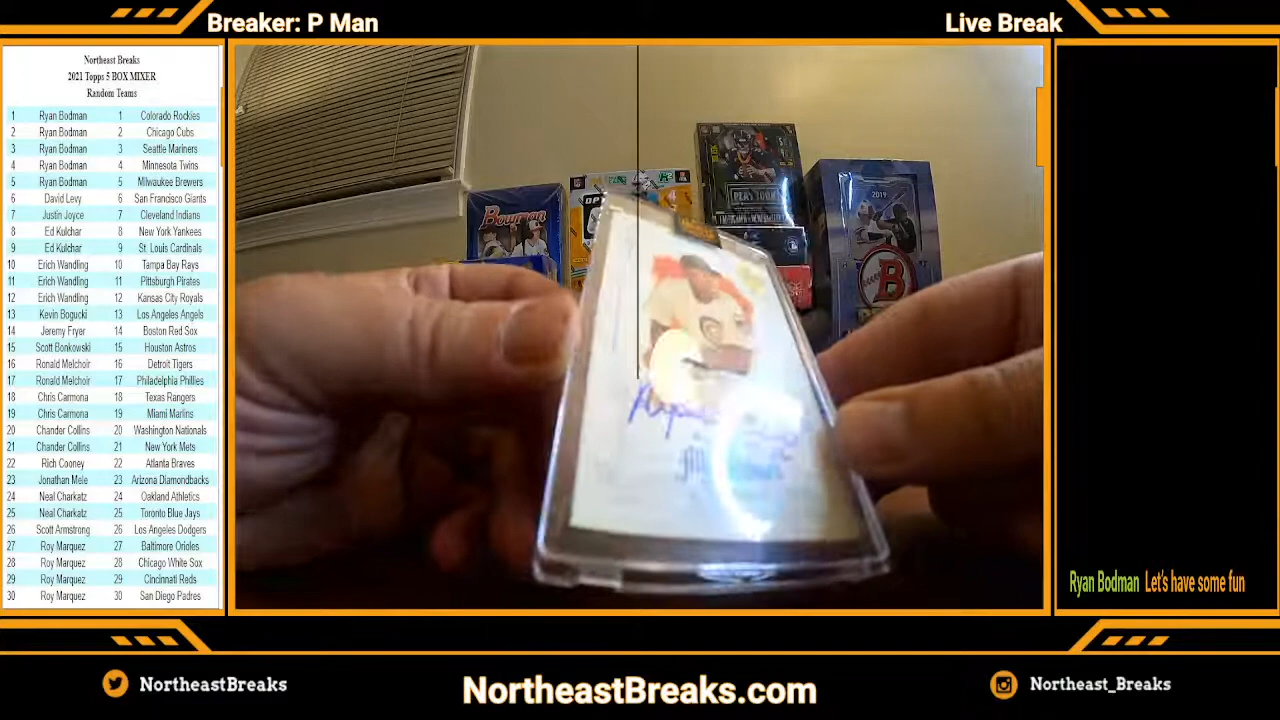 Breaker: P Man
Live Break
Northeast Breaks
2021 Topps 5 BOX MIXER
Random Teams
1 Ryan Bodman 1 Colorado Rockies
2 Ryan Bodman 2 Chicago Cubs
3 Ryan Bodman 3 Seattle Mariners
4 Ryan Bodman 4 Minnesota Twins
5 Ryan Bodman 5 Milwaukee Brewers
6 David Levy 6 San Francisco Giants
7 Justin Joyce 7 Cleveland Indians
8 Ed Kulchar 8 New York Yankees
9 Ed Kulchar 9 St. Louis Cardinals
10 Erich Wandling 10 Tampa Bay Rays
11 Erich Wandling 11 Pittsburgh Pirates
12 Erich Wandling 12 Kansas City Royals
13 Kevin Bogucki 13 Los Angeles Angels
14 Jeremy Fryer 14 Boston Red Sox
15 Scott Bonkowski 15 Houston Astros
16 Ronald Melchoir 16 Detroit Tigers
17 Ronald Melchoir 17 Philadelphia Phillies
18 Chris Carmona 18 Texas Rangers
19 Chris Carmona 19 Miami Marlins
20 Chander Collins 20 Washington Nationals
21 Chander Collins 21 New York Mets
22 Rich Cooney 22 Atlanta Braves
23 Jonathan Mele 23 Arizona Diamondbacks
24 Neal Charkatz 24 Oakland Athletics
25 Neal Charkatz 25 Toronto Blue Jays
26 Scott Armstrong 26 Los Angeles Dodgers
27 Roy Marquez 27 Baltimore Orioles
28 Roy Marquez 28 Chicago White Sox
29 Roy Marquez 29 Cincinnati Reds
30 Roy Marquez 30 San Diego Padres
Bowman
2019
B
Ryan Bodman Let's have some fun
NortheastBreaks
NortheastBreaks.com
Northeast_Breaks